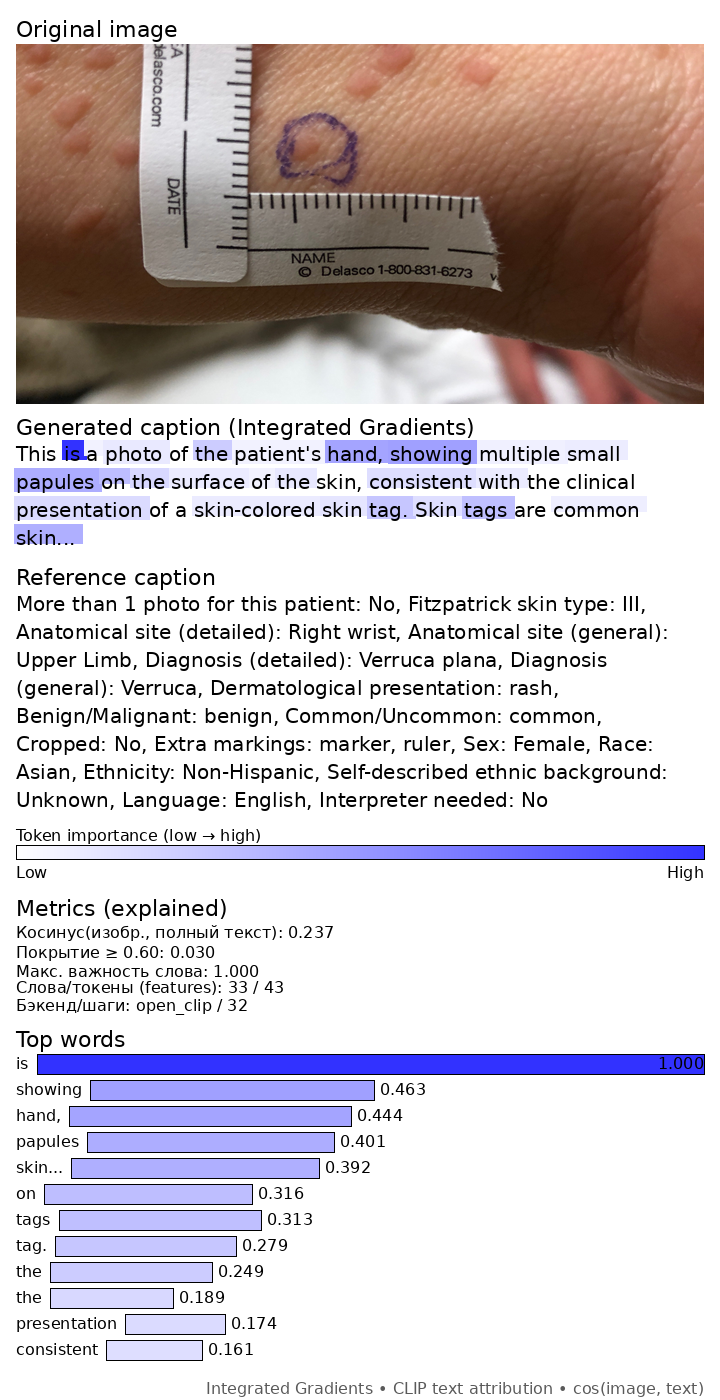 Original image
delasco.com
DATE
NAME
© Delasco 1-800-831-6273
Generated caption (Integrated Gradients)
This is a photo of the patient's hand, showing multiple small
papules on the surface of the skin, consistent with the clinical
presentation of a skin-colored skin tag. Skin tags are common
skin...
Reference caption
More than 1 photo for this patient: No, Fitzpatrick skin type: III,
Anatomical site (detailed): Right wrist, Anatomical site (general):
Upper Limb, Diagnosis (detailed): Verruca plana, Diagnosis
(general): Verruca, Dermatological presentation: rash,
Benign/Malignant: benign, Common/Uncommon: common,
Cropped: No, Extra markings: marker, ruler, Sex: Female, Race:
Asian, Ethnicity: Non-Hispanic, Self-described ethnic background:
Unknown, Language: English, Interpreter needed: No
Token importance (low → high)
Low High
Metrics (explained)
Косинус(изобр., полный текст): 0.237
Покрытие ≥ 0.60: 0.030
Макс. важность слова: 1.000
Слова/токены (features): 33 / 43
Бэкенд/шаги: open_clip / 32
Top words
is 1.000
showing 0.463
hand, 0.444
papules 0.401
skin... 0.392
on 0.316
tags 0.313
tag. 0.279
the 0.249
the 0.189
presentation 0.174
consistent 0.161
Integrated Gradients • CLIP text attribution • cos(image, text)